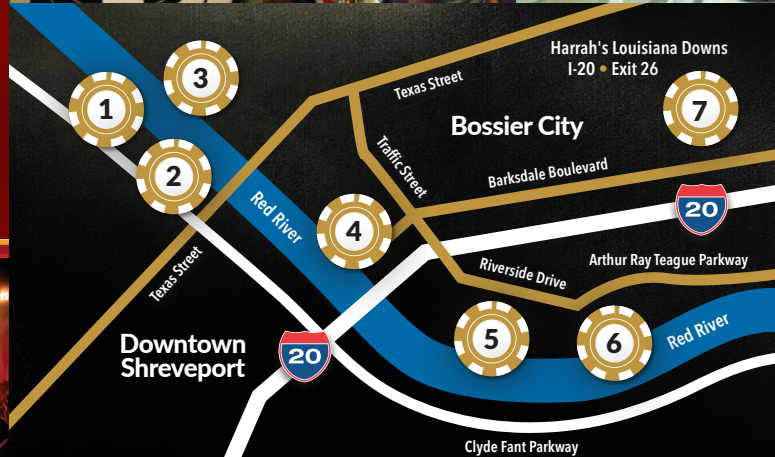 Harrah's Louisiana Downs
I-20 • Exit 26
Texas Street
3
1
7
Bossier City
Traffic Street
2
Barksdale Boulevard
20
Red River
4
Texas Street
Riverside Drive
Arthur Ray Teague Parkway
5
6
Red River
Downtown
Shreveport
20
Clyde Fant Parkway